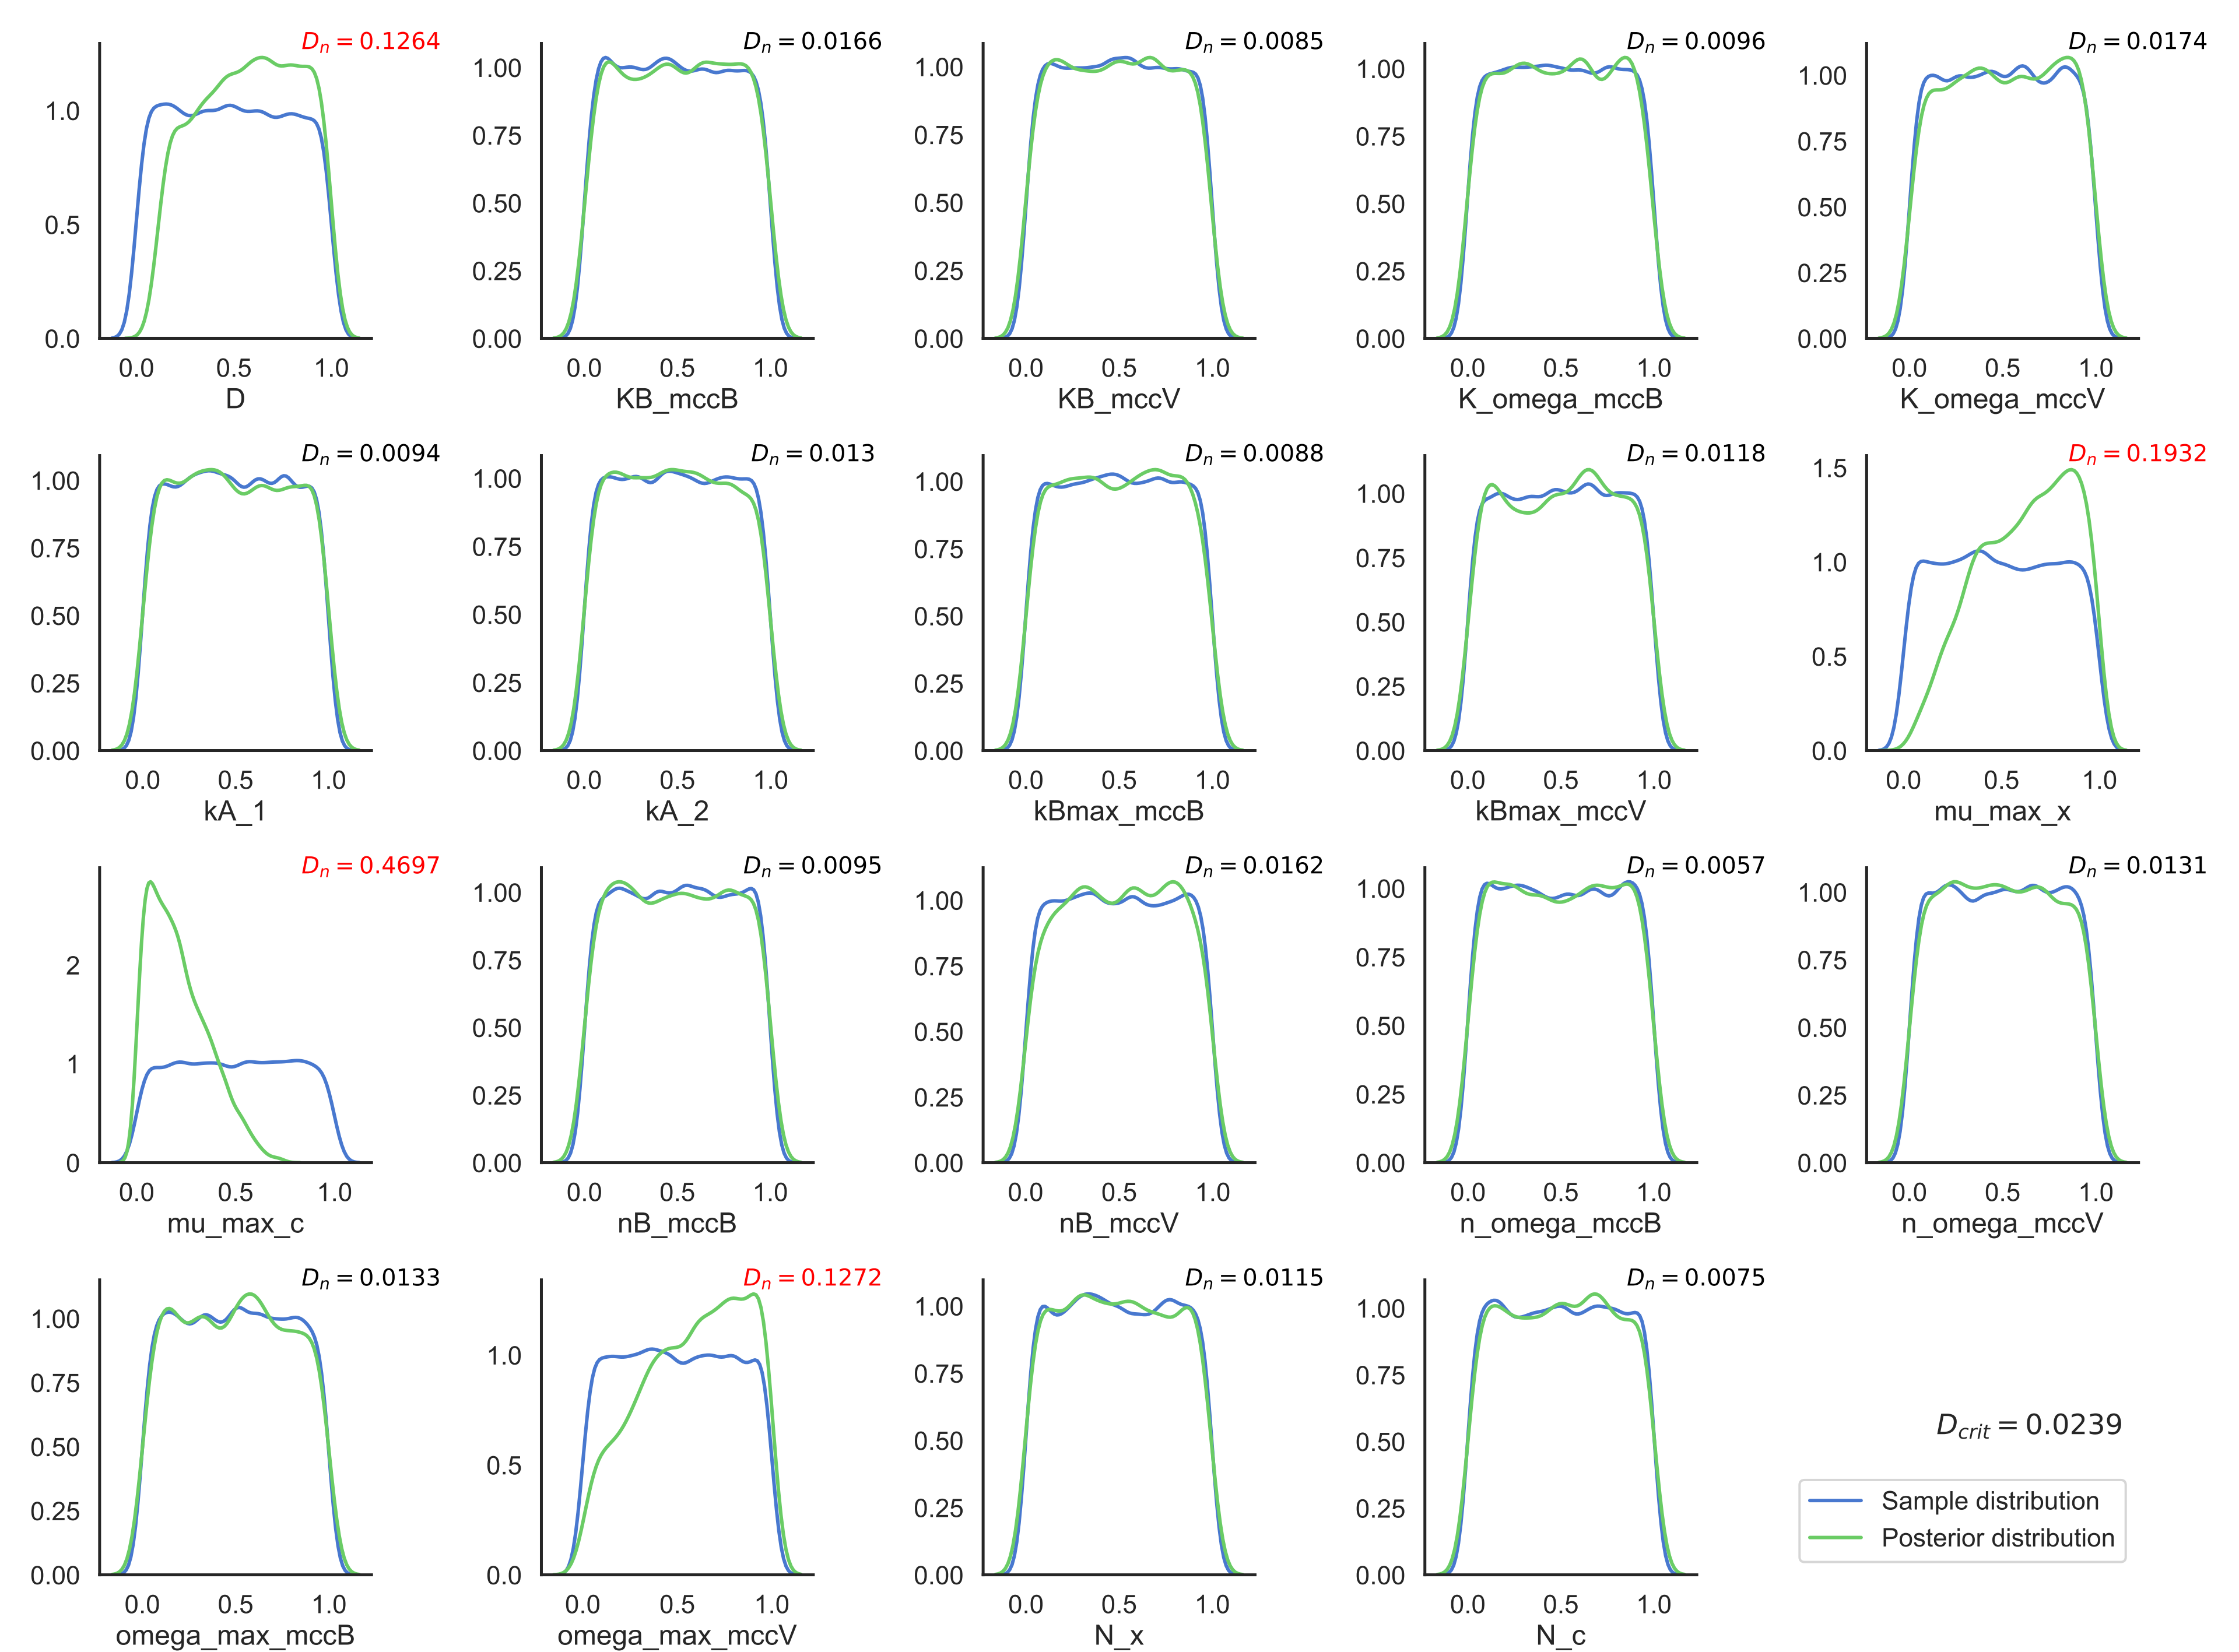 D_n = 0.1264
1.0
0.5
0.0
0.0 0.5 1.0
D
D_n = 0.0166
1.00
0.75
0.50
0.25
0.00
0.0 0.5 1.0
KB_mccB
D_n = 0.0085
1.00
0.75
0.50
0.25
0.00
0.0 0.5 1.0
KB_mccV
D_n = 0.0096
1.00
0.75
0.50
0.25
0.00
0.0 0.5 1.0
K_omega_mccB
D_n = 0.0174
1.00
0.75
0.50
0.25
0.00
0.0 0.5 1.0
K_omega_mccV
D_n = 0.0094
1.00
0.75
0.50
0.25
0.00
0.0 0.5 1.0
kA_1
D_n = 0.013
1.00
0.75
0.50
0.25
0.00
0.0 0.5 1.0
kA_2
D_n = 0.0088
1.00
0.75
0.50
0.25
0.00
0.0 0.5 1.0
kBmax_mccB
D_n = 0.0118
1.00
0.75
0.50
0.25
0.00
0.0 0.5 1.0
kBmax_mccV
D_n = 0.1932
1.5
1.0
0.5
0.0
0.0 0.5 1.0
mu_max_x
D_n = 0.4697
2
1
0
0.0 0.5 1.0
mu_max_c
D_n = 0.0095
1.00
0.75
0.50
0.25
0.00
0.0 0.5 1.0
nB_mccB
D_n = 0.0162
1.00
0.75
0.50
0.25
0.00
0.0 0.5 1.0
nB_mccV
D_n = 0.0057
1.00
0.75
0.50
0.25
0.00
0.0 0.5 1.0
n_omega_mccB
D_n = 0.0131
1.00
0.75
0.50
0.25
0.00
0.0 0.5 1.0
n_omega_mccV
D_n = 0.0133
1.00
0.75
0.50
0.25
0.00
0.0 0.5 1.0
omega_max_mccB
D_n = 0.1272
1.0
0.5
0.0
0.0 0.5 1.0
omega_max_mccV
D_n = 0.0115
1.00
0.75
0.50
0.25
0.00
0.0 0.5 1.0
N_x
D_n = 0.0075
1.00
0.75
0.50
0.25
0.00
0.0 0.5 1.0
N_c
D_crit = 0.0239
Sample distribution
Posterior distribution